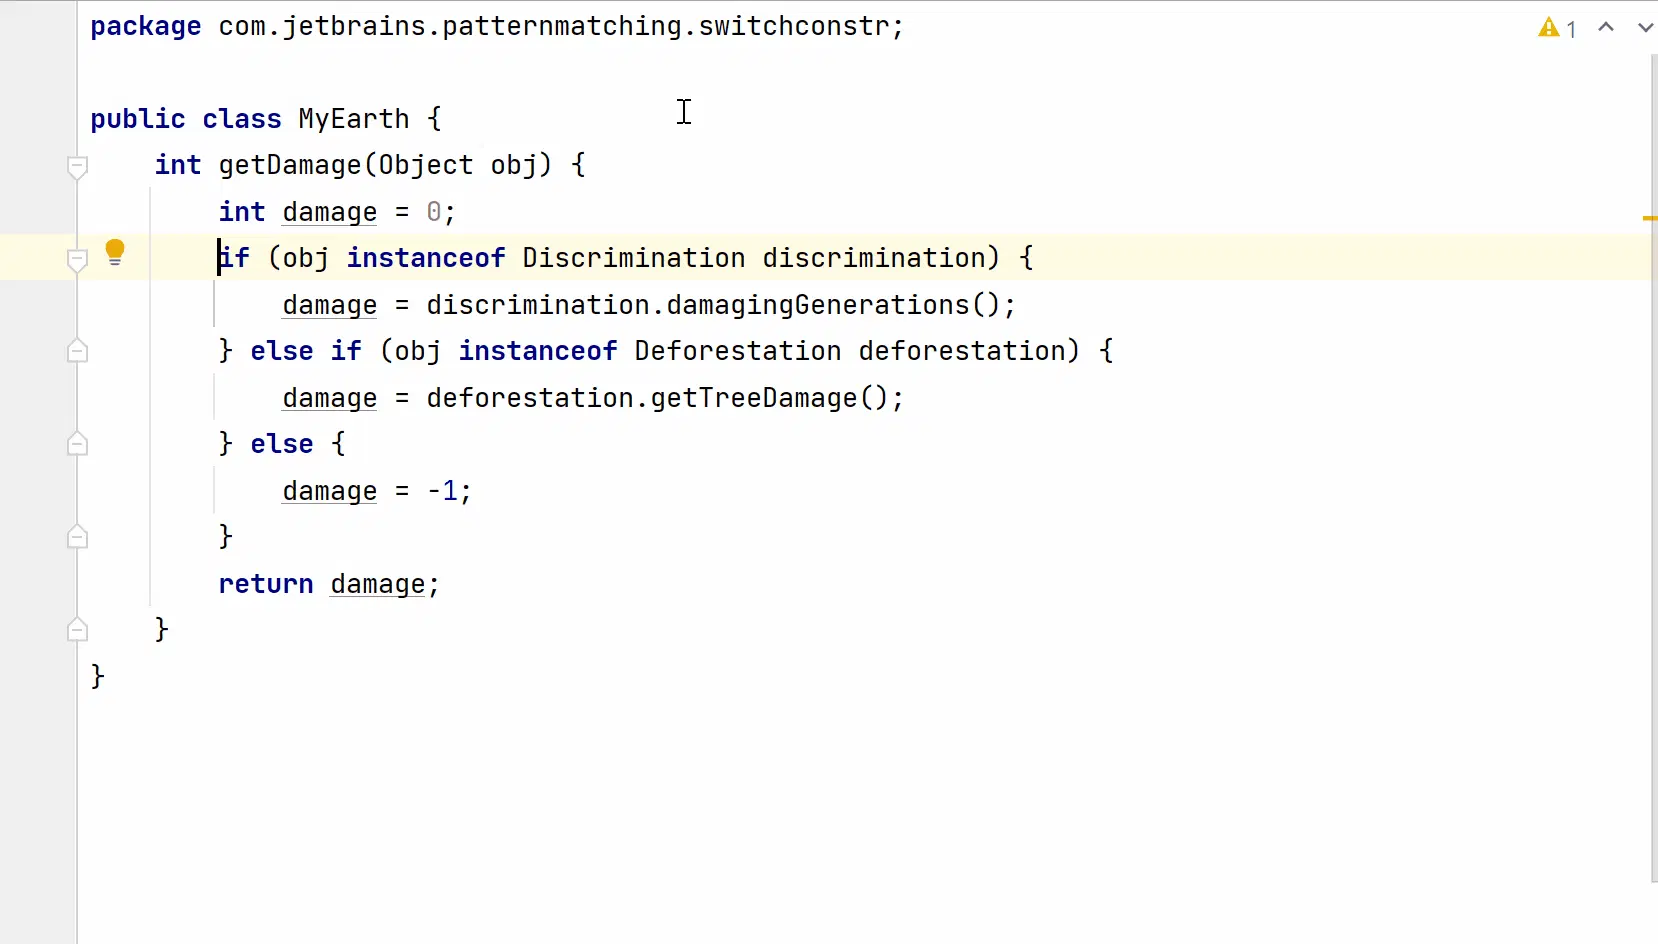 package com.jetbrains.patternmatching.switchconstr;
1
public class MyEarth {
    int getDamage(Object obj) {
        int damage = 0;
        if (obj instanceof Discrimination discrimination) {
            damage = discrimination.damagingGenerations();
        } else if (obj instanceof Deforestation deforestation) {
            damage = deforestation.getTreeDamage();
        } else {
            damage = -1;
        }
        return damage;
    }
}